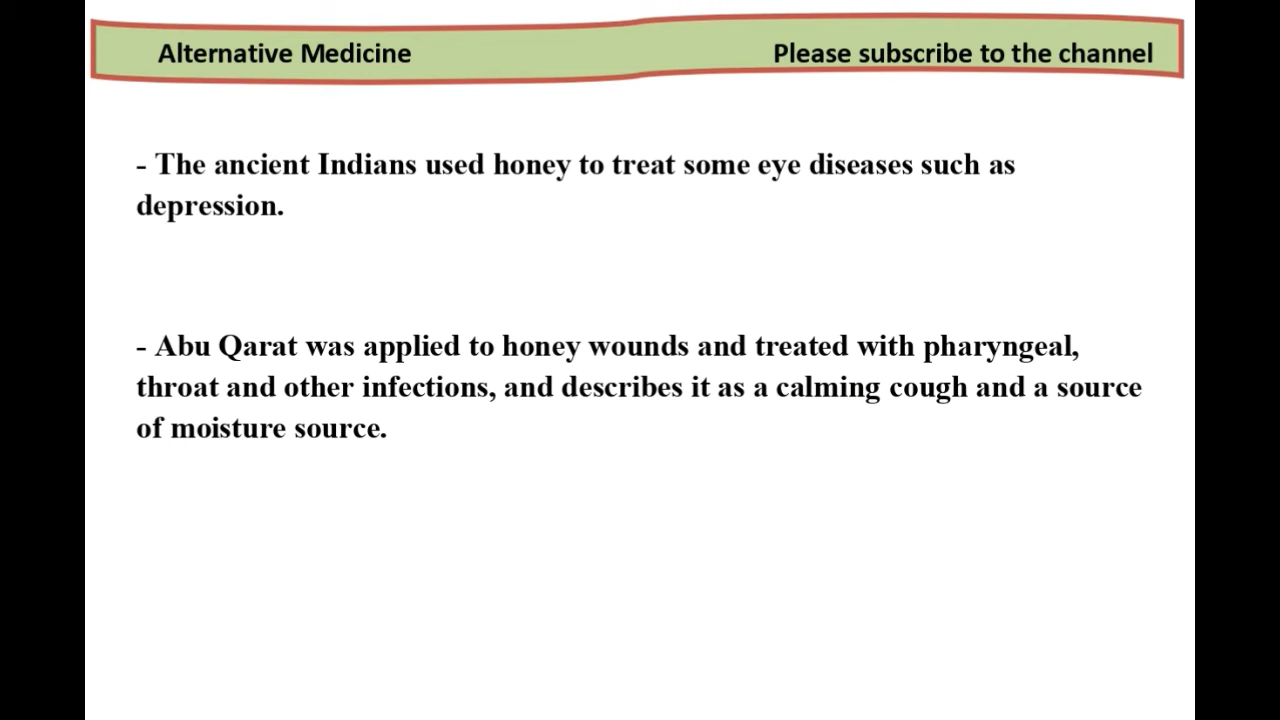 Alternative Medicine
Please subscribe to the channel
- The ancient Indians used honey to treat some eye diseases such as
depression.
- Abu Qarat was applied to honey wounds and treated with pharyngeal,
throat and other infections, and describes it as a calming cough and a source
of moisture source.